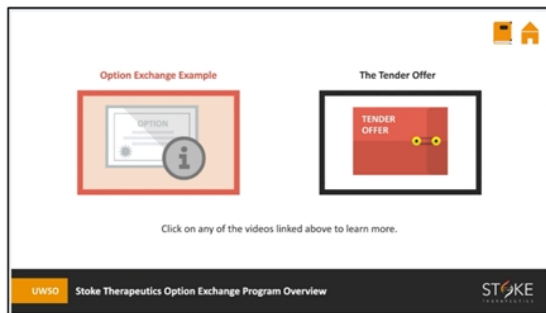 Option Exchange Example
The Tender Offer
OPTION
TENDER
OFFER
i
Click on any of the videos linked above to learn more.
UWSO
Stoke Therapeutics Option Exchange Program Overview
STOKE
THERAPEUTICS